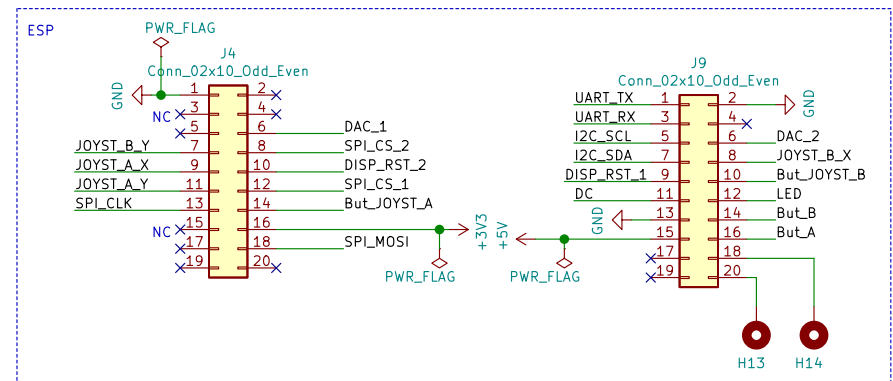 ESP
PWR_FLAG
J4
Conn_02x10_Odd_Even
GND
1 2
NC 3 4
5 6 DAC_1
JOYST_B_Y 7 8 SPI_CS_2
JOYST_A_X 9 10 DISP_RST_2
JOYST_A_Y 11 12 SPI_CS_1
SPI_CLK 13 14 But_JOYST_A
NC 15 16 +3V3
17 18 SPI_MOSI
19 20
PWR_FLAG
J9
Conn_02x10_Odd_Even
UART_TX 1 2 GND
UART_RX 3 4
I2C_SCL 5 6 DAC_2
I2C_SDA 7 8 JOYST_B_X
DISP_RST_1 9 10 But_JOYST_B
DC 11 12 LED
GND 13 14 But_B
+5V 15 16 But_A
17 18
19 20
PWR_FLAG
H13 H14